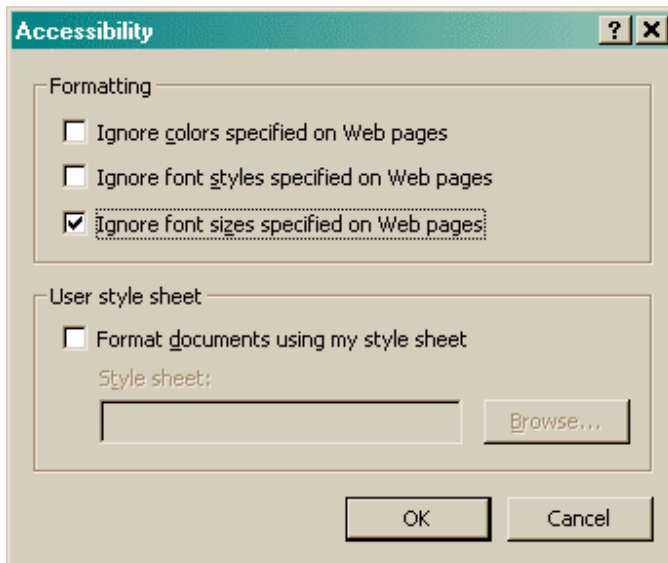 Accessibility
Formatting
Ignore colors specified on Web pages
Ignore font styles specified on Web pages
Ignore font sizes specified on Web pages
User style sheet
Format documents using my style sheet
Style sheet:
Browse...
OK Cancel